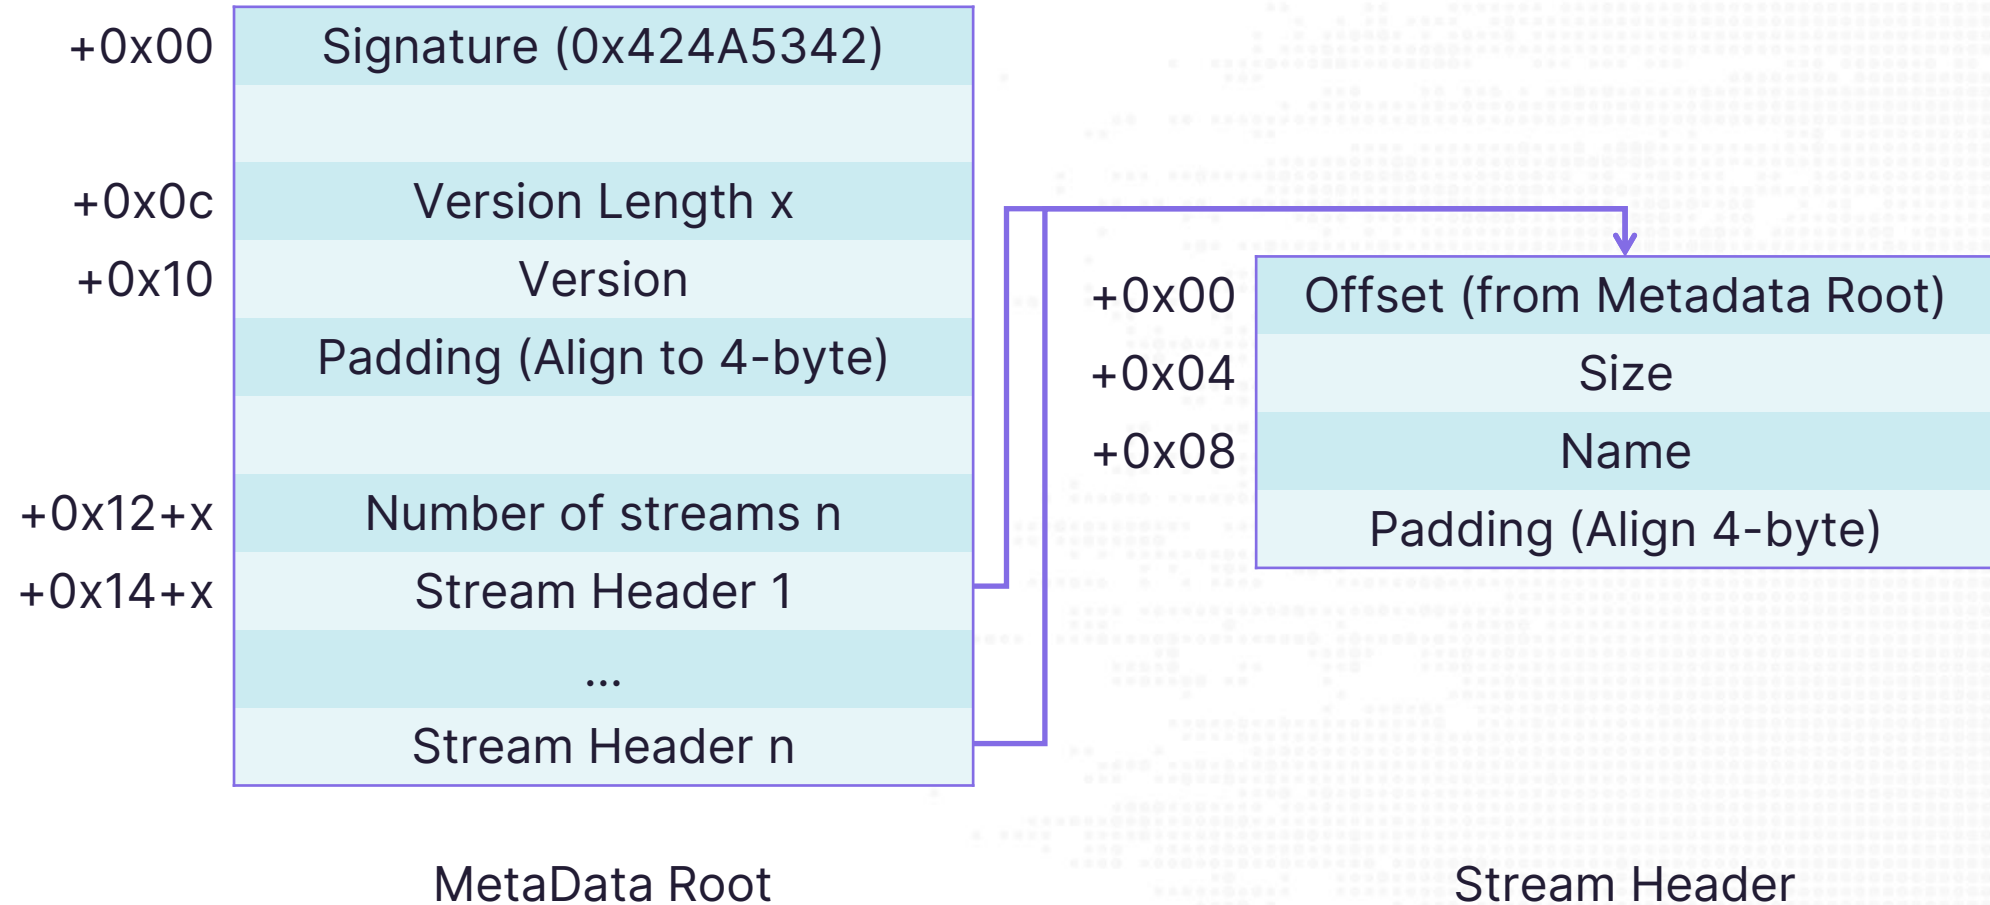 +0x00 Signature (0x424A5342)
+0x0c Version Length x
+0x10 Version
Padding (Align to 4-byte)
+0x12+x Number of streams n
+0x14+x Stream Header 1
...
Stream Header n
MetaData Root
+0x00 Offset (from Metadata Root)
+0x04 Size
+0x08 Name
Padding (Align 4-byte)
Stream Header